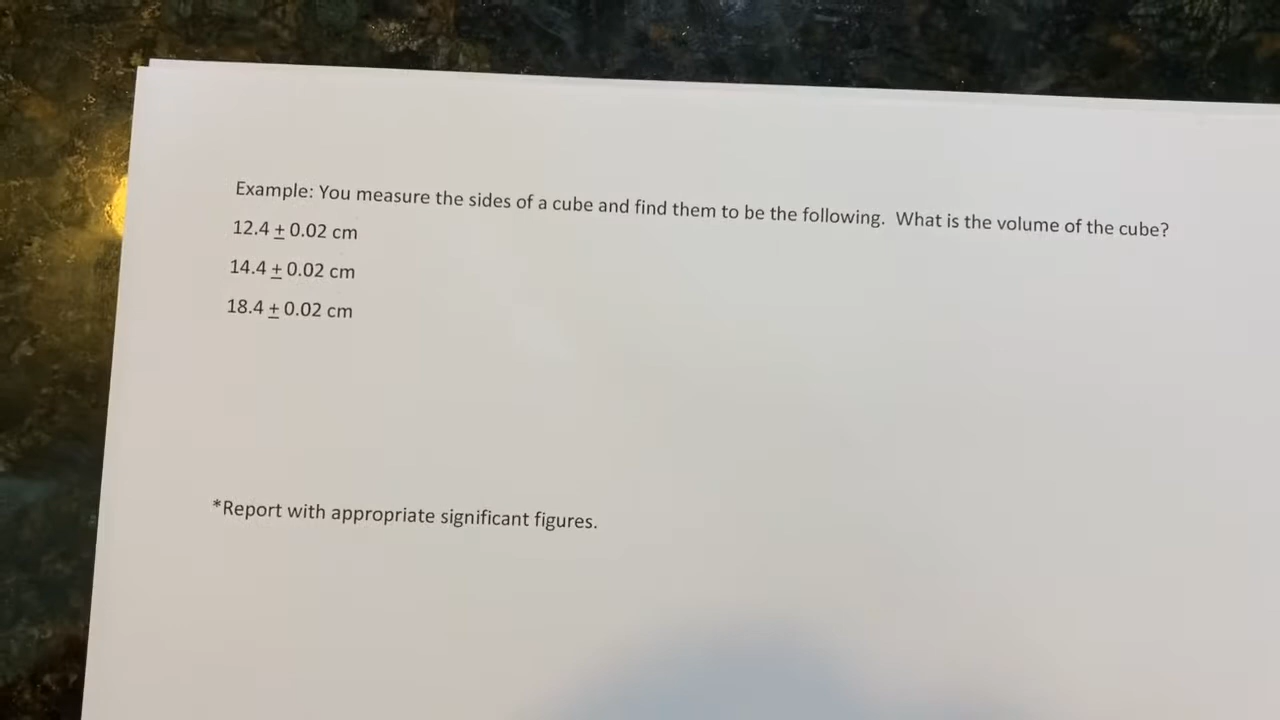 Example: You measure the sides of a cube and find them to be the following. What is the volume of the cube?
12.4 ± 0.02 cm
14.4 ± 0.02 cm
18.4 ± 0.02 cm
*Report with appropriate significant figures.